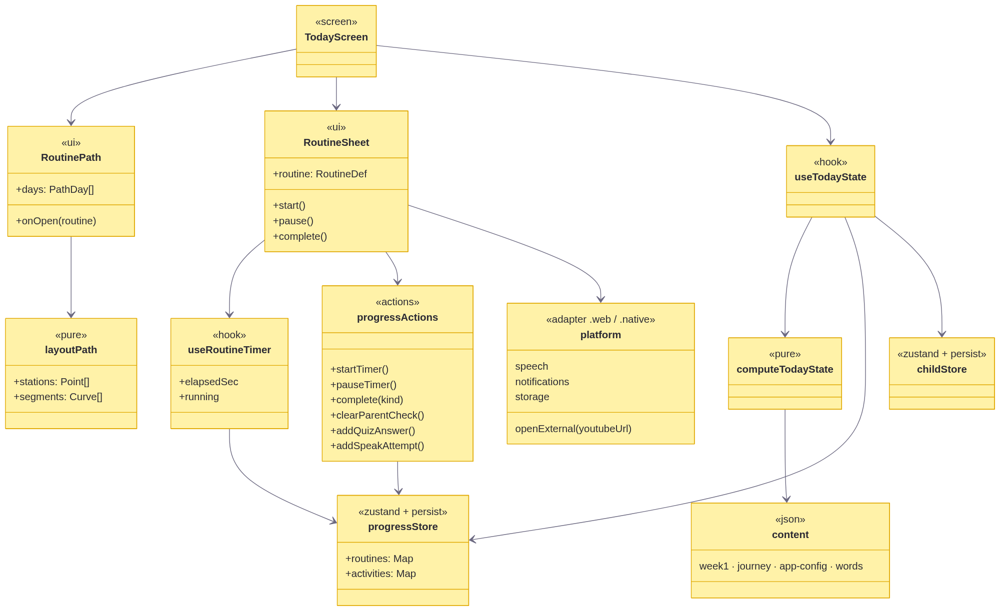 «screen»
TodayScreen
«ui»
RoutinePath
+days: PathDay[]
+onOpen(routine)
«ui»
RoutineSheet
+routine: RoutineDef
+start()
+pause()
+complete()
«hook»
useTodayState
«pure»
layoutPath
+stations: Point[]
+segments: Curve[]
«hook»
useRoutineTimer
+elapsedSec
+running
«actions»
progressActions
+startTimer()
+pauseTimer()
+complete(kind)
+clearParentCheck()
+addQuizAnswer()
+addSpeakAttempt()
«adapter .web / .native»
platform
speech
notifications
storage
openExternal(youtubeUrl)
«pure»
computeTodayState
«zustand + persist»
childStore
«zustand + persist»
progressStore
+routines: Map
+activities: Map
«json»
content
week1 · journey · app-config · words